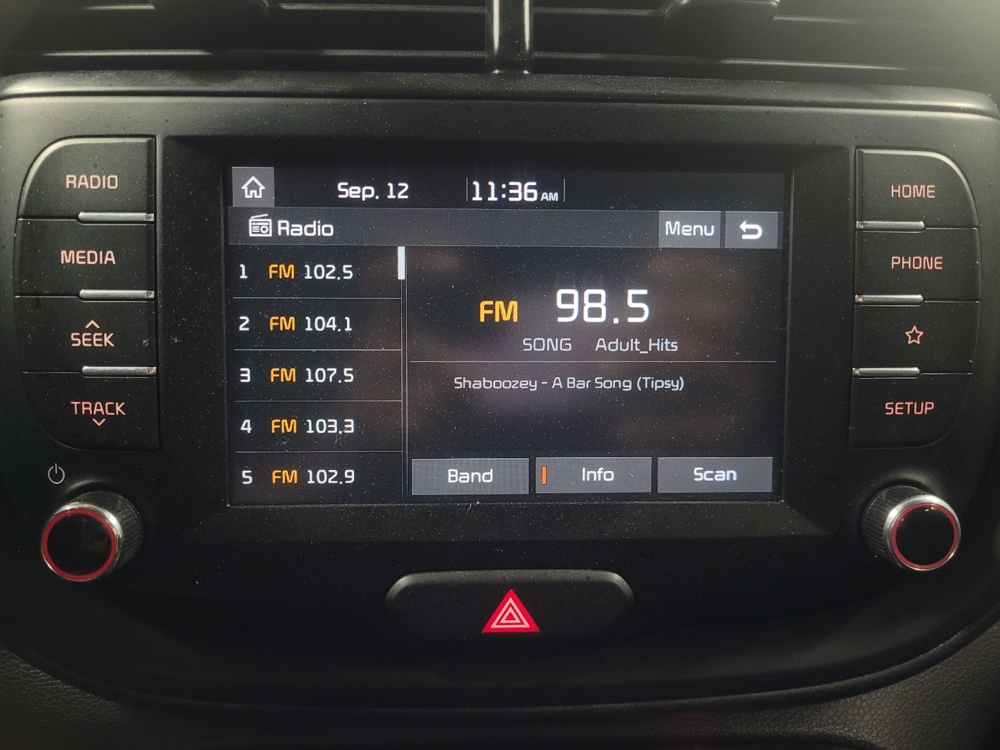 RADIO
MEDIA
SEEK
TRACK
Sep. 12 11:36 AM
Radio Menu
1 FM 102.5
2 FM 104.1
3 FM 107.5
4 FM 103.3
5 FM 102.9
FM 98.5
SONG Adult_Hits
Shaboozey - A Bar Song (Tipsy)
Band Info Scan
HOME
PHONE
SETUP